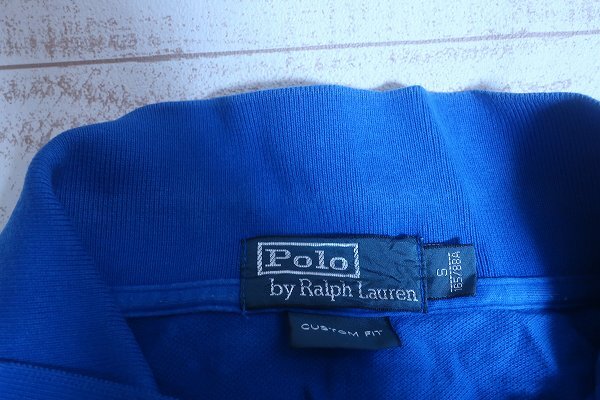 Polo
by Ralph Lauren
S
165/88A
CUSTOM FIT